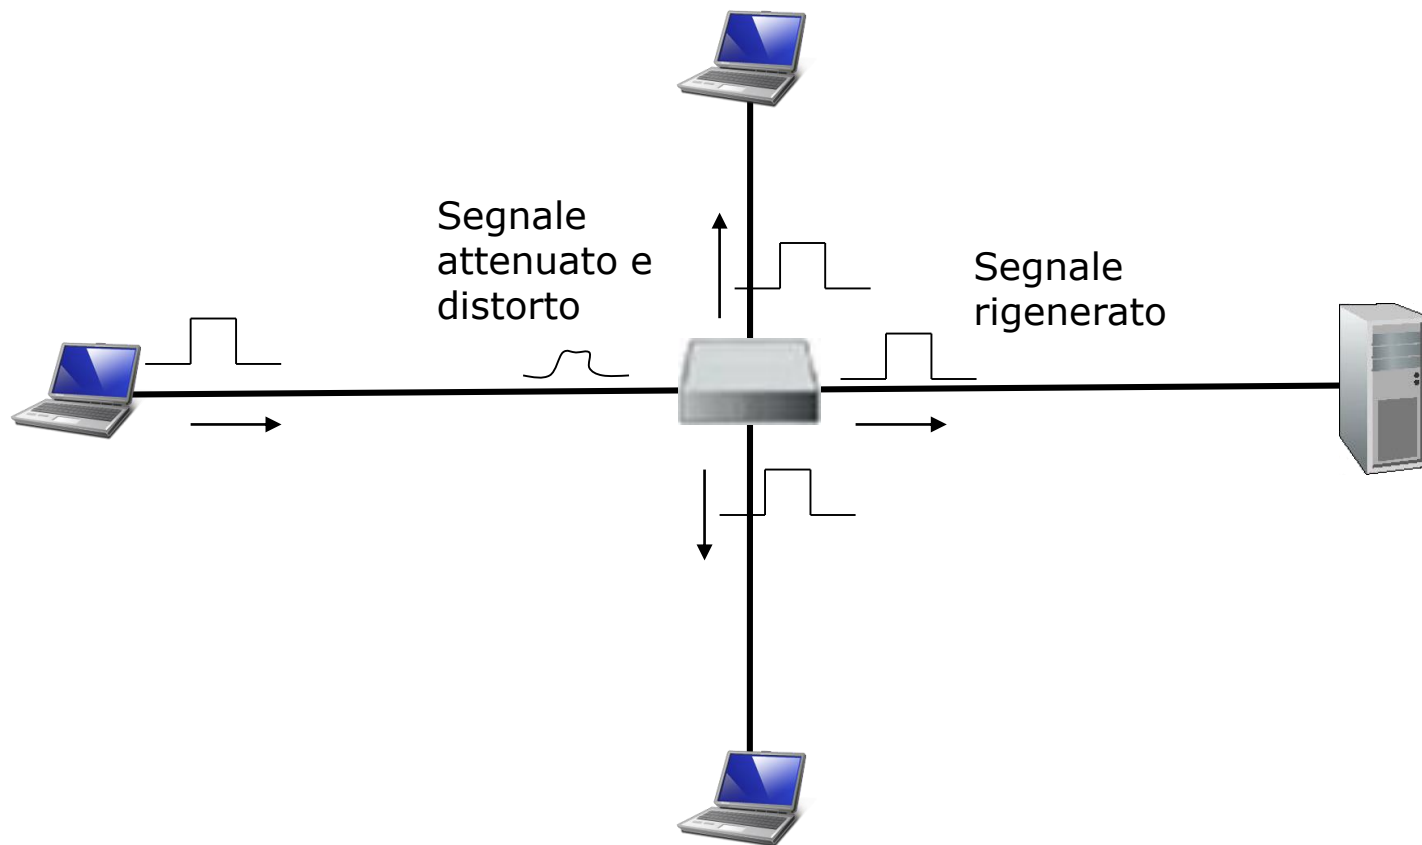 Segnale
attenuato e
distorto
Segnale
rigenerato